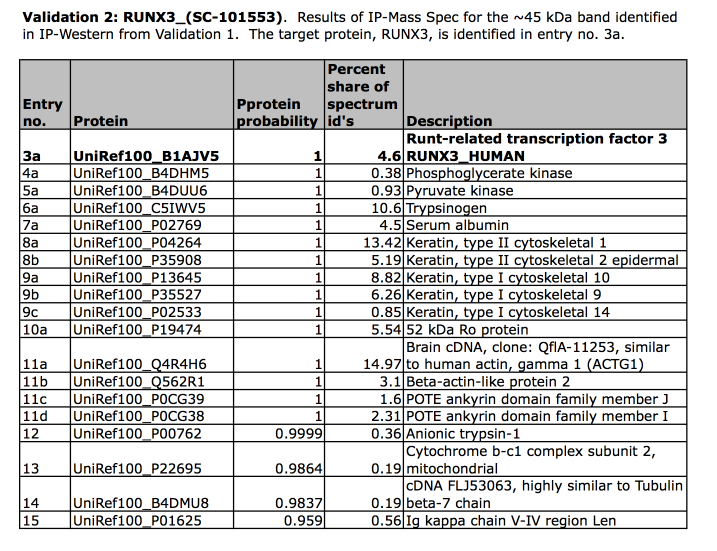 Validation 2: RUNX3_(SC-101553). Results of IP-Mass Spec for the ~45 kDa band identified
in IP-Western from Validation 1. The target protein, RUNX3, is identified in entry no. 3a.
Entry no. Protein Pprotein probability Percent share of spectrum id's Description
3a UniRef100_B1AJV5 1 4.6 Runt-related transcription factor 3 RUNX3_HUMAN
4a UniRef100_B4DHM5 1 0.38 Phosphoglycerate kinase
5a UniRef100_B4DUU6 1 0.93 Pyruvate kinase
6a UniRef100_C5IWV5 1 10.6 Trypsinogen
7a UniRef100_P02769 1 4.5 Serum albumin
8a UniRef100_P04264 1 13.42 Keratin, type II cytoskeletal 1
8b UniRef100_P35908 1 5.19 Keratin, type II cytoskeletal 2 epidermal
9a UniRef100_P13645 1 8.82 Keratin, type I cytoskeletal 10
9b UniRef100_P35527 1 6.26 Keratin, type I cytoskeletal 9
9c UniRef100_P02533 1 0.85 Keratin, type I cytoskeletal 14
10a UniRef100_P19474 1 5.54 52 kDa Ro protein
11a UniRef100_Q4R4H6 1 14.97 Brain cDNA, clone: QflA-11253, similar to human actin, gamma 1 (ACTG1)
11b UniRef100_Q562R1 1 3.1 Beta-actin-like protein 2
11c UniRef100_P0CG39 1 1.6 POTE ankyrin domain family member J
11d UniRef100_P0CG38 1 2.31 POTE ankyrin domain family member I
12 UniRef100_P00762 0.9999 0.36 Anionic trypsin-1
13 UniRef100_P22695 0.9864 0.19 Cytochrome b-c1 complex subunit 2, mitochondrial
14 UniRef100_B4DMU8 0.9837 0.19 cDNA FLJ53063, highly similar to Tubulin beta-7 chain
15 UniRef100_P01625 0.959 0.56 Ig kappa chain V-IV region Len